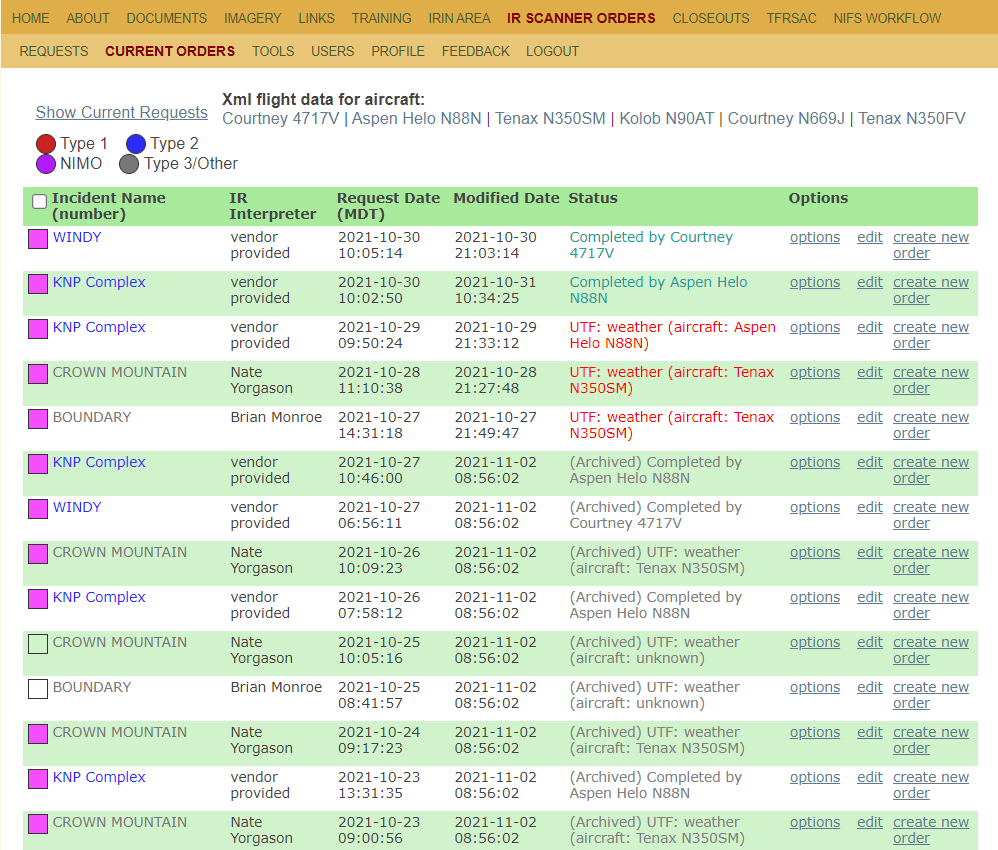 HOME ABOUT DOCUMENTS IMAGERY LINKS TRAINING IRIN AREA IR SCANNER ORDERS CLOSEOUTS TFRSAC NIFS WORKFLOW
REQUESTS CURRENT ORDERS TOOLS USERS PROFILE FEEDBACK LOGOUT
Show Current Requests
Xml flight data for aircraft:
Courtney 4717V | Aspen Helo N88N | Tenax N350SM | Kolob N90AT | Courtney N669J | Tenax N350FV
Type 1 Type 2
NIMO Type 3/Other
Incident Name IR Request Date Modified Date Status Options
(number) Interpreter (MDT)
WINDY vendor 2021-10-30 2021-10-30 Completed by Courtney options edit create new
provided 10:05:14 21:03:14 4717V order
KNP Complex vendor 2021-10-30 2021-10-31 Completed by Aspen Helo options edit create new
provided 10:02:50 10:34:25 N88N order
KNP Complex vendor 2021-10-29 2021-10-29 UTF: weather (aircraft: Aspen options edit create new
provided 09:50:24 21:33:12 Helo N88N) order
CROWN MOUNTAIN Nate 2021-10-28 2021-10-28 UTF: weather (aircraft: Tenax options edit create new
Yorgason 11:10:38 21:27:48 N350SM) order
BOUNDARY Brian Monroe 2021-10-27 2021-10-27 UTF: weather (aircraft: Tenax options edit create new
14:31:18 21:49:47 N350SM) order
KNP Complex vendor 2021-10-27 2021-11-02 (Archived) Completed by options edit create new
provided 10:46:00 08:56:02 Aspen Helo N88N order
WINDY vendor 2021-10-27 2021-11-02 (Archived) Completed by options edit create new
provided 06:56:11 08:56:02 Courtney 4717V order
CROWN MOUNTAIN Nate 2021-10-26 2021-11-02 (Archived) UTF: weather options edit create new
Yorgason 10:09:23 08:56:02 (aircraft: Tenax N350SM) order
KNP Complex vendor 2021-10-26 2021-11-02 (Archived) Completed by options edit create new
provided 07:58:12 08:56:02 Aspen Helo N88N order
CROWN MOUNTAIN Nate 2021-10-25 2021-11-02 (Archived) UTF: weather options edit create new
Yorgason 10:05:16 08:56:02 (aircraft: unknown) order
BOUNDARY Brian Monroe 2021-10-25 2021-11-02 (Archived) UTF: weather options edit create new
08:41:57 08:56:02 (aircraft: unknown) order
CROWN MOUNTAIN Nate 2021-10-24 2021-11-02 (Archived) UTF: weather options edit create new
Yorgason 09:17:23 08:56:02 (aircraft: Tenax N350SM) order
KNP Complex vendor 2021-10-23 2021-11-02 (Archived) Completed by options edit create new
provided 13:31:35 08:56:02 Aspen Helo N88N order
CROWN MOUNTAIN Nate 2021-10-23 2021-11-02 (Archived) UTF: weather options edit create new
Yorgason 09:00:56 08:56:02 (aircraft: Tenax N350SM) order